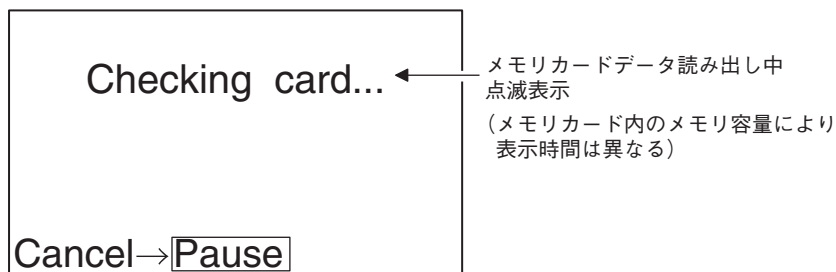 Checking card...
メモリカードデータ読み出し中
点滅表示
（メモリカード内のメモリ容量により
表示時間は異なる）
Cancel→Pause